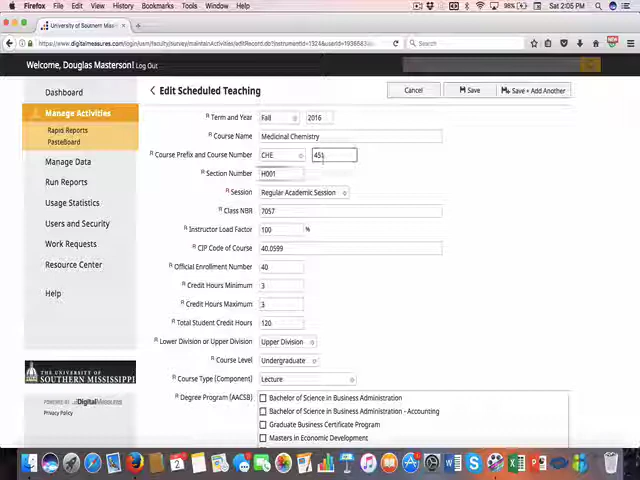 Firefox File Edit View History Bookmarks Tools Window Help 98% Sat 2:05 PM
University of Southern Missi...
https://www.digitalmeasures.com/login/usm/faculty/survey/maintainActivities/editRecord.do? Search
Welcome, Douglas Masterson! Log Out
Dashboard
Manage Activities
Rapid Reports
PasteBoard
Manage Data
Run Reports
Usage Statistics
Users and Security
Work Requests
Resource Center
Help
THE UNIVERSITY OF
SOUTHERN MISSISSIPPI
POWERED BY DigitalMeasures
Privacy Policy
Edit Scheduled Teaching Cancel Save Save + Add Another
R Term and Year Fall 2016
R Course Name Medicinal Chemistry
R Course Prefix and Course Number CHE 451
R Section Number H001
R Session Regular Academic Session
R Class NBR 7057
R Instructor Load Factor 100 %
R CIP Code of Course 40.0599
R Official Enrollment Number 40
R Credit Hours Minimum 3
R Credit Hours Maximum 3
R Total Student Credit Hours 120
R Lower Division or Upper Division Upper Division
R Course Level Undergraduate
R Course Type (Component) Lecture
R Degree Program (AACSB) Bachelor of Science in Business Administration
Bachelor of Science in Business Administration - Accounting
Graduate Business Certificate Program
Masters in Economic Development